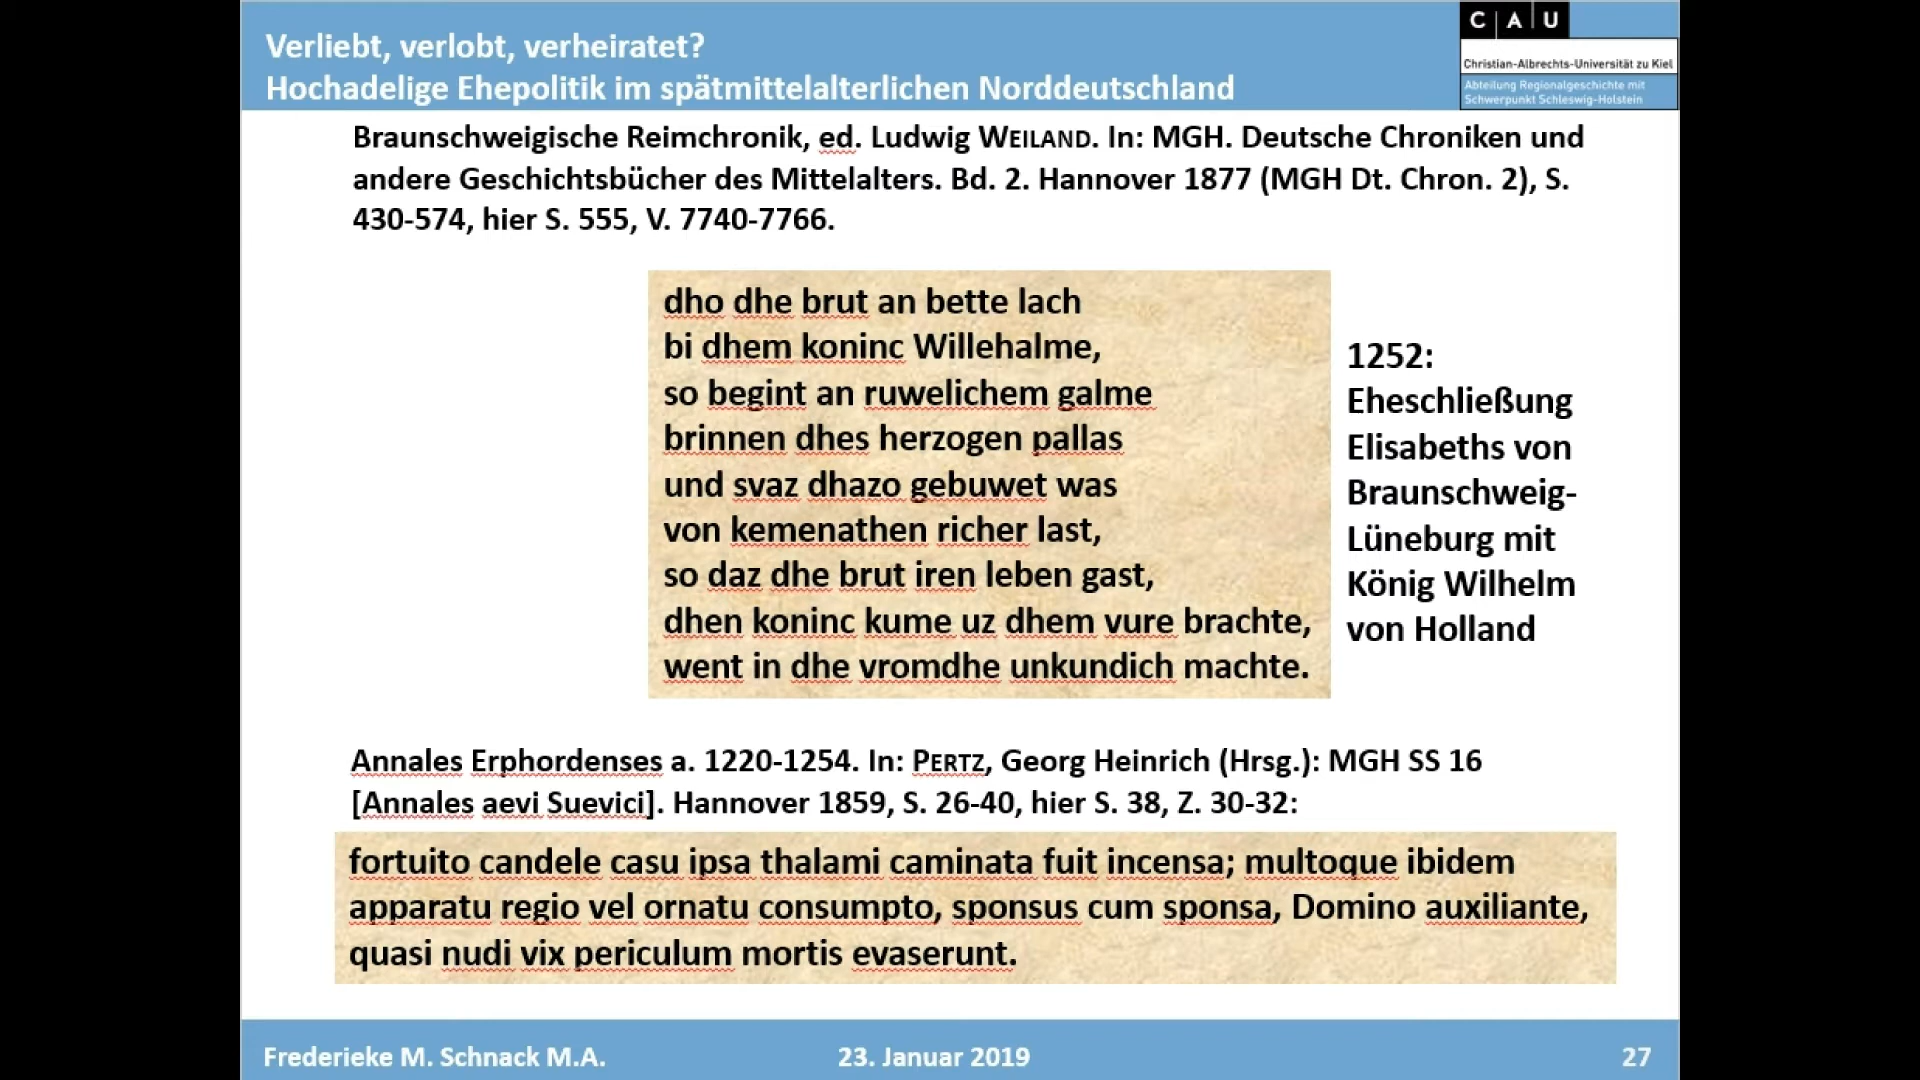 Verliebt, verlobt, verheiratet?
Hochadelige Ehepolitik im spätmittelalterlichen Norddeutschland
C A U
Christian-Albrechts-Universität zu Kiel
Abteilung Regionalgeschichte mit
Schwerpunkt Schleswig-Holstein
Braunschweigische Reimchronik, ed. Ludwig WEILAND. In: MGH. Deutsche Chroniken und
andere Geschichtsbücher des Mittelalters. Bd. 2. Hannover 1877 (MGH Dt. Chron. 2), S.
430-574, hier S. 555, V. 7740-7766.
dho dhe brut an bette lach
bi dhem koninc Willehalme,
so begint an ruwelichem galme
brinnen dhes herzogen pallas
und svaz dhazo gebuwet was
von kemenathen richer last,
so daz dhe brut iren leben gast,
dhen koninc kume uz dhem vure brachte,
went in dhe vromdhe unkundich machte.
1252:
Eheschließung
Elisabeths von
Braunschweig-
Lüneburg mit
König Wilhelm
von Holland
Annales Erphordenses a. 1220-1254. In: PERTZ, Georg Heinrich (Hrsg.): MGH SS 16
[Annales aevi Suevici]. Hannover 1859, S. 26-40, hier S. 38, Z. 30-32:
fortuito candele casu ipsa thalami caminata fuit incensa; multoque ibidem
apparatu regio vel ornatu consumpto, sponsus cum sponsa, Domino auxiliante,
quasi nudi vix periculum mortis evaserunt.
Frederieke M. Schnack M.A.
23. Januar 2019
27